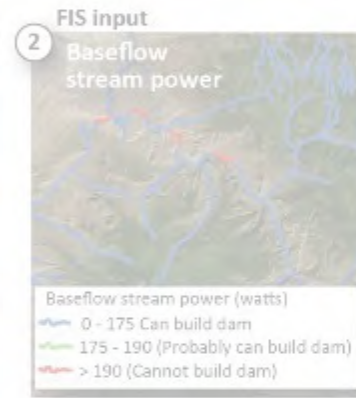 FIS input
2
Baseflow
stream power
Baseflow stream power (watts)
0 - 175 Can build dam
175 - 190 (Probably can build dam)
> 190 (Cannot build dam)